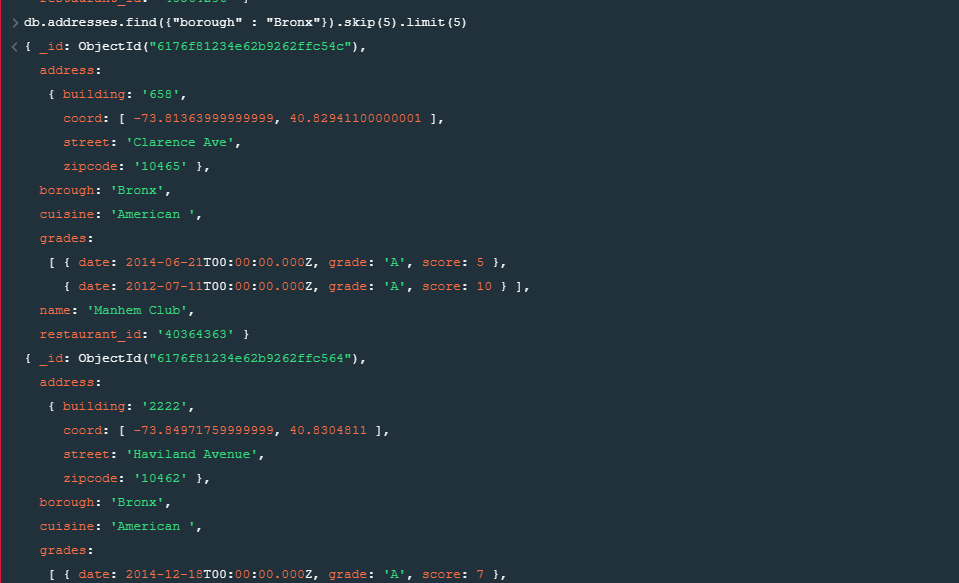 > db.addresses.find({"borough" : "Bronx"}).skip(5).limit(5)
< { _id: ObjectId("6176f81234e62b9262ffc54c"),
address:
{ building: '658',
coord: [ -73.81363999999999, 40.82941100000001 ],
street: 'Clarence Ave',
zipcode: '10465' },
borough: 'Bronx',
cuisine: 'American ',
grades:
[ { date: 2014-06-21T00:00:00.000Z, grade: 'A', score: 5 },
{ date: 2012-07-11T00:00:00.000Z, grade: 'A', score: 10 } ],
name: 'Manhem Club',
restaurant_id: '40364363' }
{ _id: ObjectId("6176f81234e62b9262ffc564"),
address:
{ building: '2222',
coord: [ -73.84971759999999, 40.8304811 ],
street: 'Haviland Avenue',
zipcode: '10462' },
borough: 'Bronx',
cuisine: 'American ',
grades:
[ { date: 2014-12-18T00:00:00.000Z, grade: 'A', score: 7 },